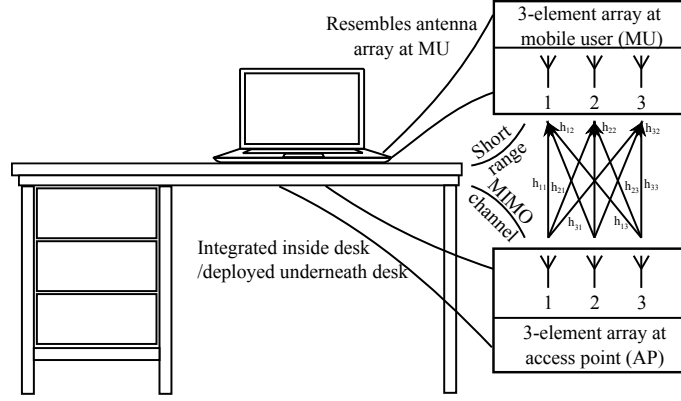 Resembles antenna
array at MU
3-element array at
mobile user (MU)
1 2 3
Short
range
MIMO
channel
h₁₂ h₂₂ h₃₂
h₁₁ h₂₁ h₂₃ h₃₃
h₃₁ h₁₃
Integrated inside desk
/deployed underneath desk
1 2 3
3-element array at
access point (AP)